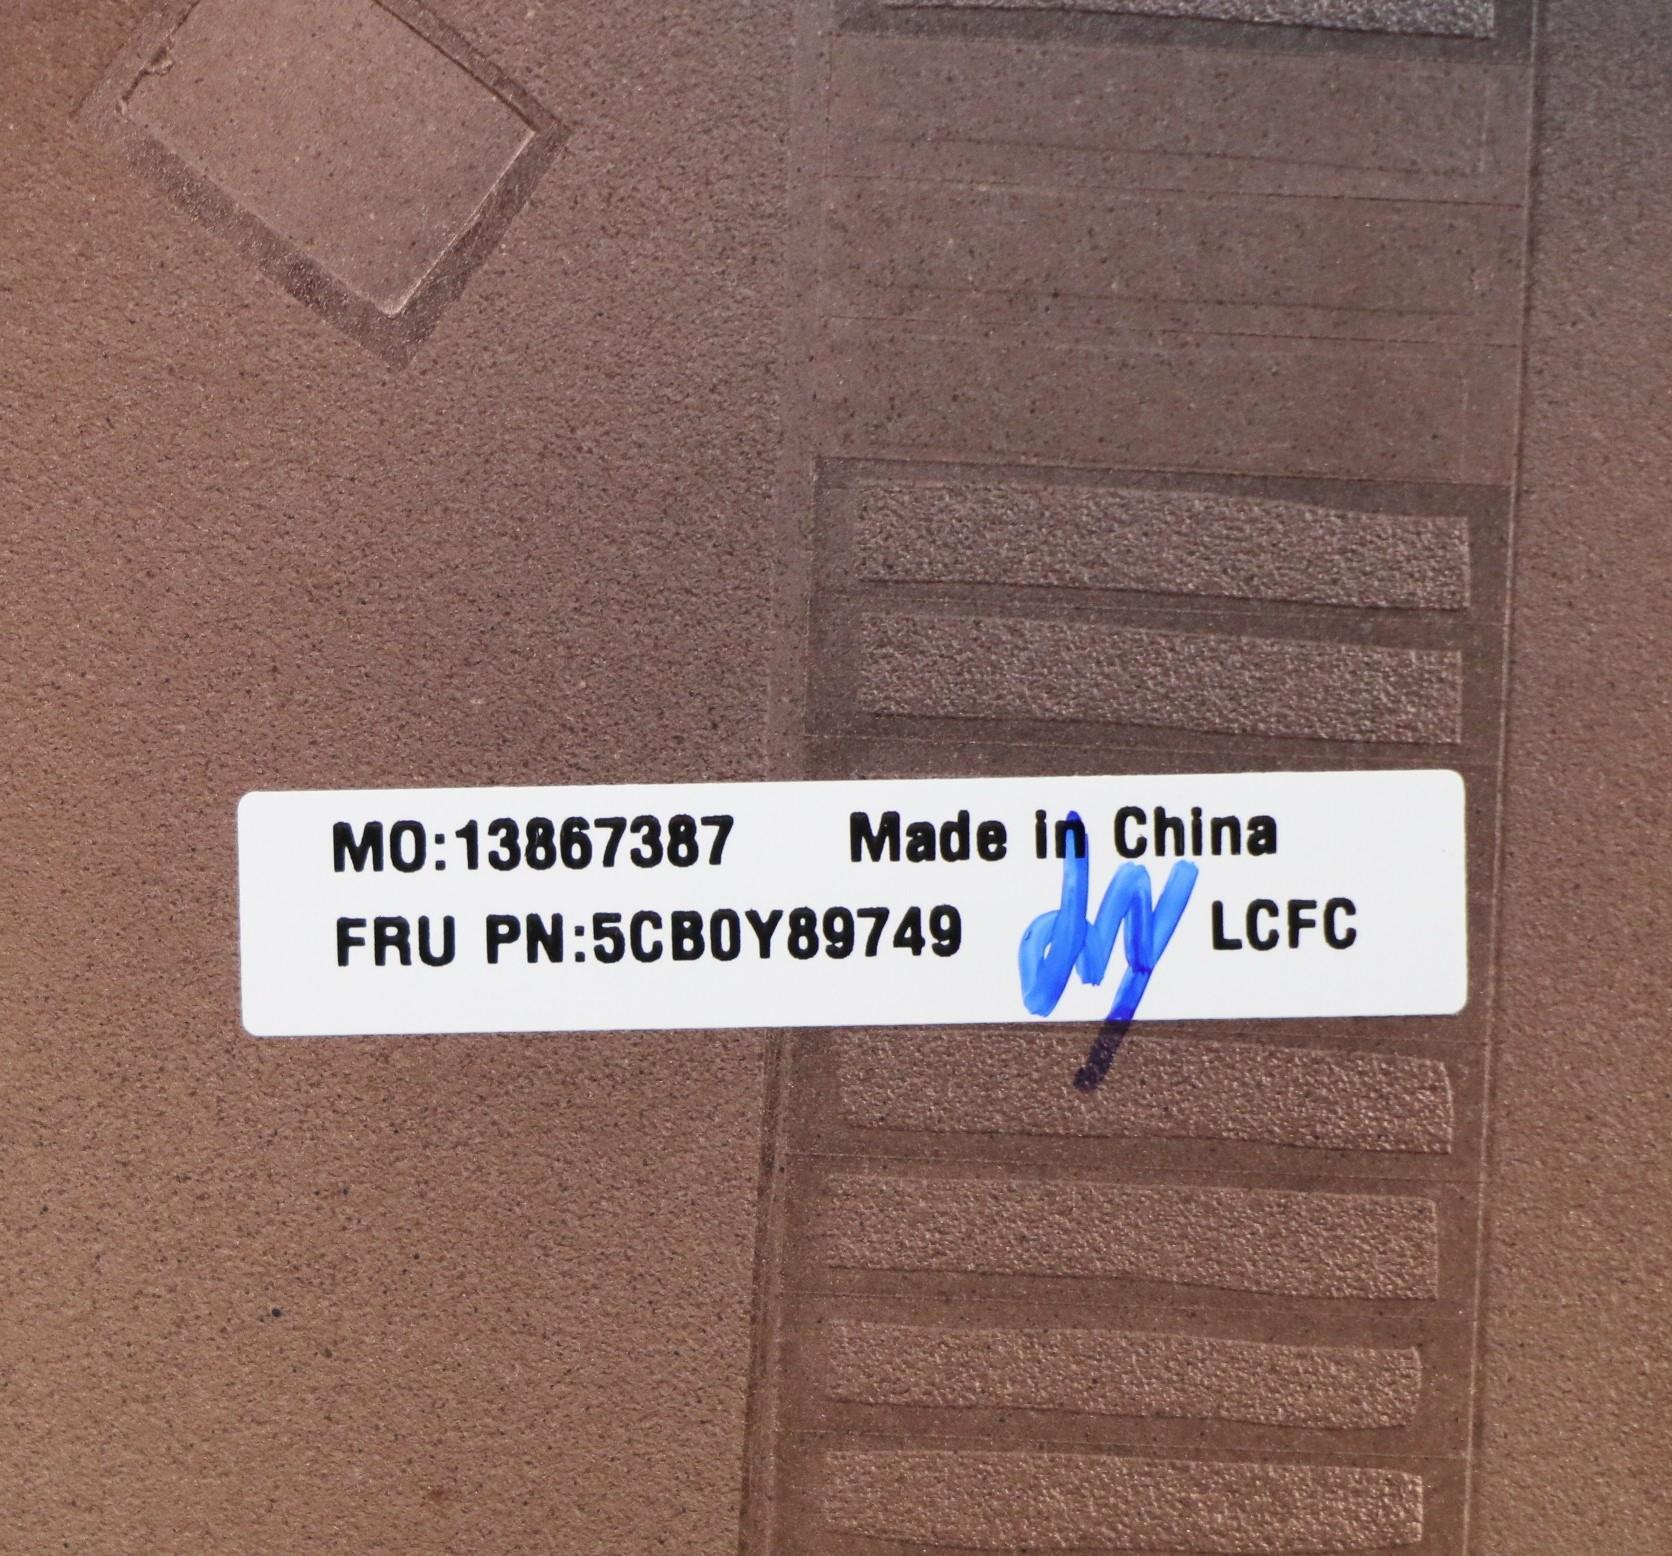 MO:13867387 Made in China
FRU PN:5CB0Y89749 LCFC